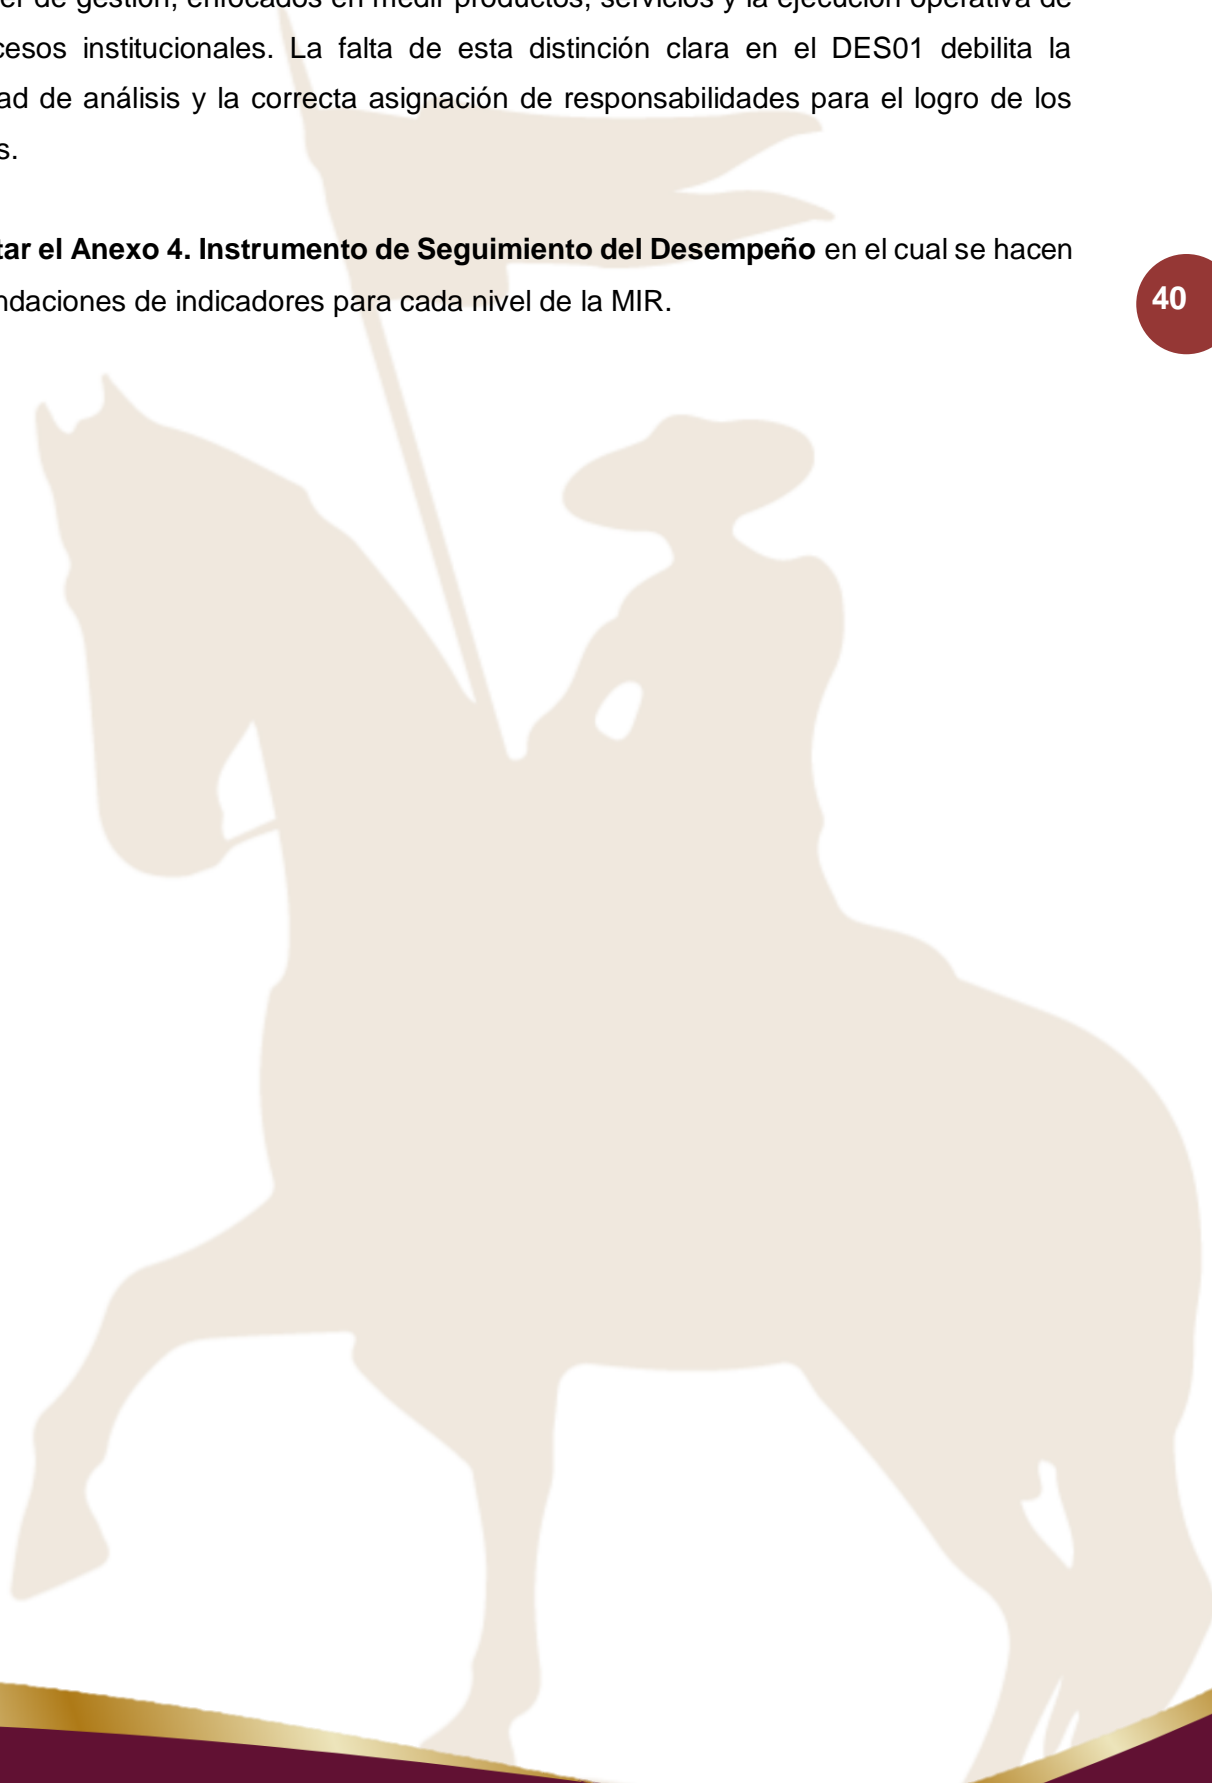 er de gestión, enfocados en medir productos, servicios y la ejecución operativa de
cesos institucionales. La falta de esta distinción clara en el DES01 debilita la
ad de análisis y la correcta asignación de responsabilidades para el logro de los
s.
tar el Anexo 4. Instrumento de Seguimiento del Desempeño en el cual se hacen
ndaciones de indicadores para cada nivel de la MIR.
40